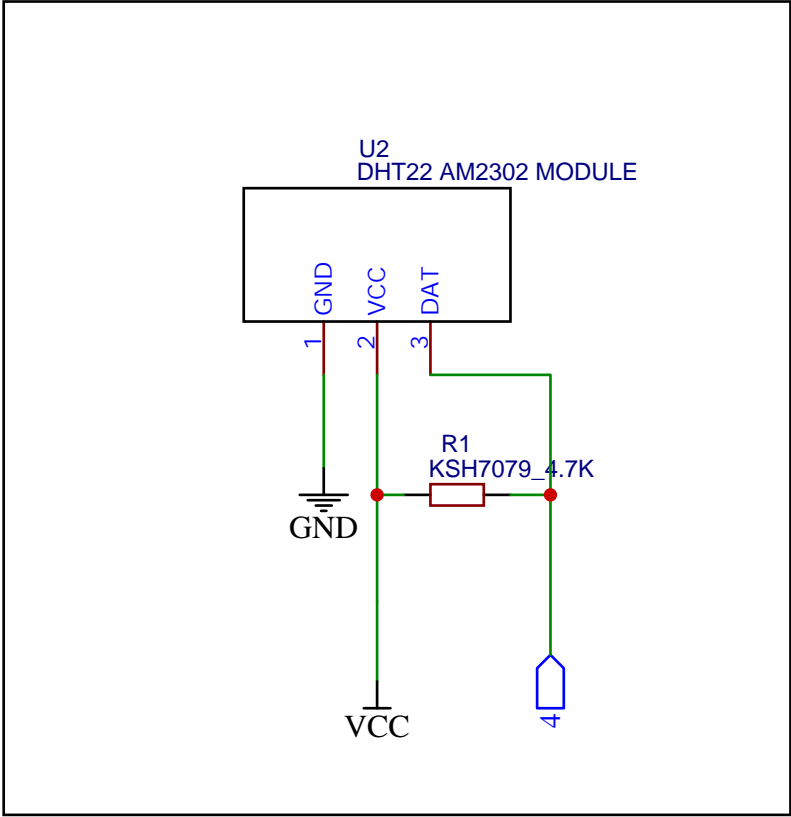 U2
DHT22 AM2302 MODULE
GND
VCC
DAT
1
2
3
R1
KSH7079_4.7K
GND
VCC
4